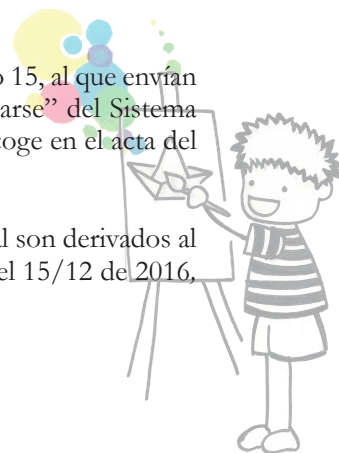 o 15, al que envían
arse” del Sistema
oge en el acta del
al son derivados al
el 15/12 de 2016,